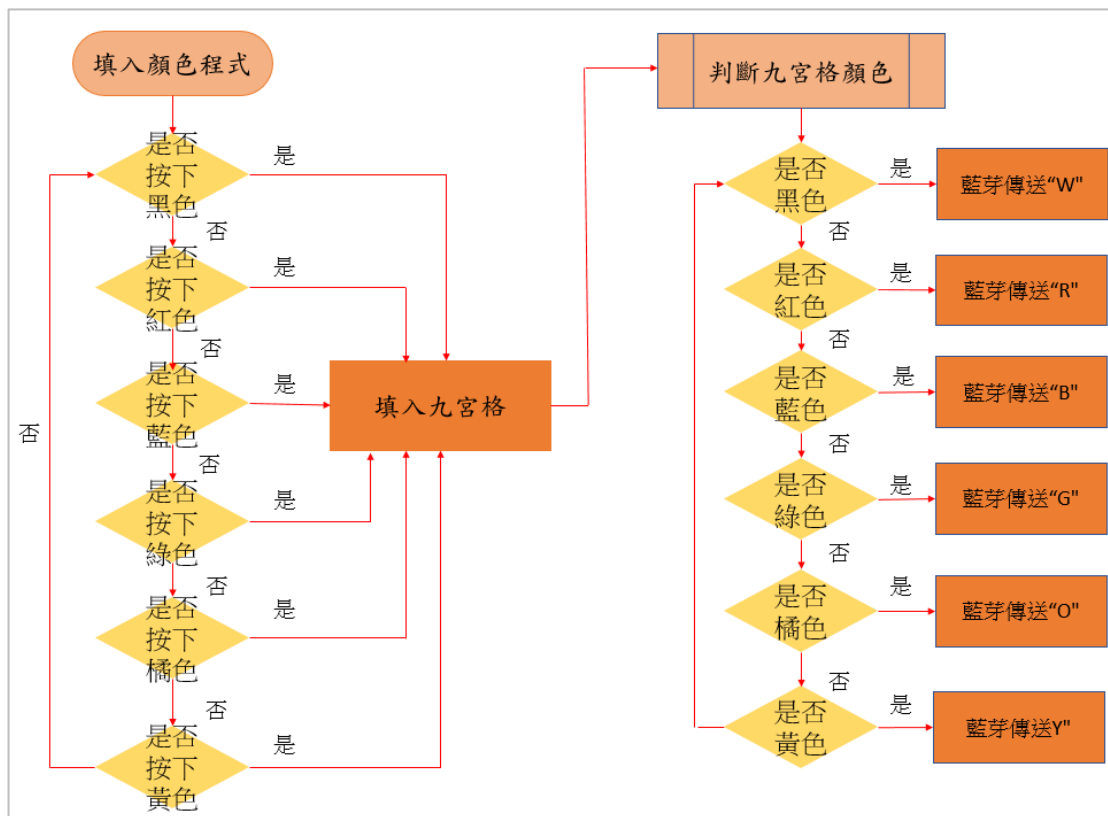 填入顏色程式
是否
按下
黑色
是
否
是否
按下
紅色
是
否
是否
按下
藍色
是
否
是否
按下
綠色
是
否
是否
按下
橘色
是
否
是否
按下
黃色
是
否
填入九宮格
判斷九宮格顏色
是否
黑色
是
藍芽傳送“W"
否
是否
紅色
是
藍芽傳送“R"
否
是否
藍色
是
藍芽傳送“B"
否
是否
綠色
是
藍芽傳送“G"
否
是否
橘色
是
藍芽傳送“O"
否
是否
黃色
是
藍芽傳送Y"